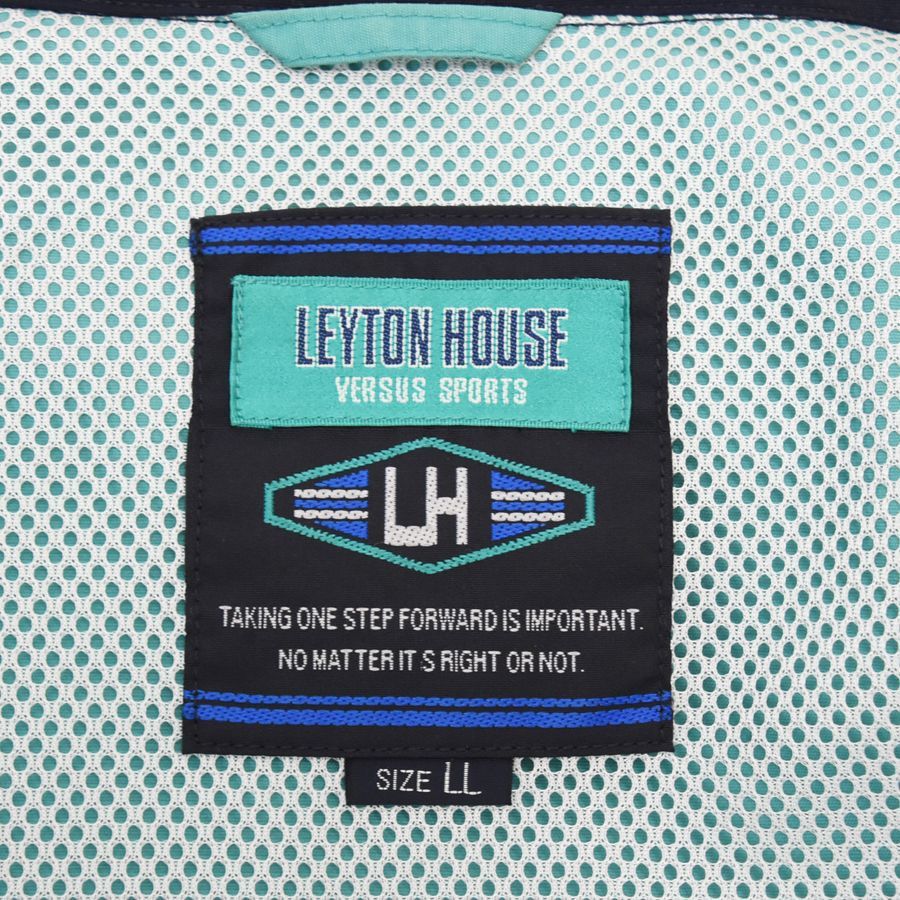 LEYTON HOUSE
VERSUS SPORTS
LH
TAKING ONE STEP FORWARD IS IMPORTANT.
NO MATTER IT S RIGHT OR NOT.
SIZE LL